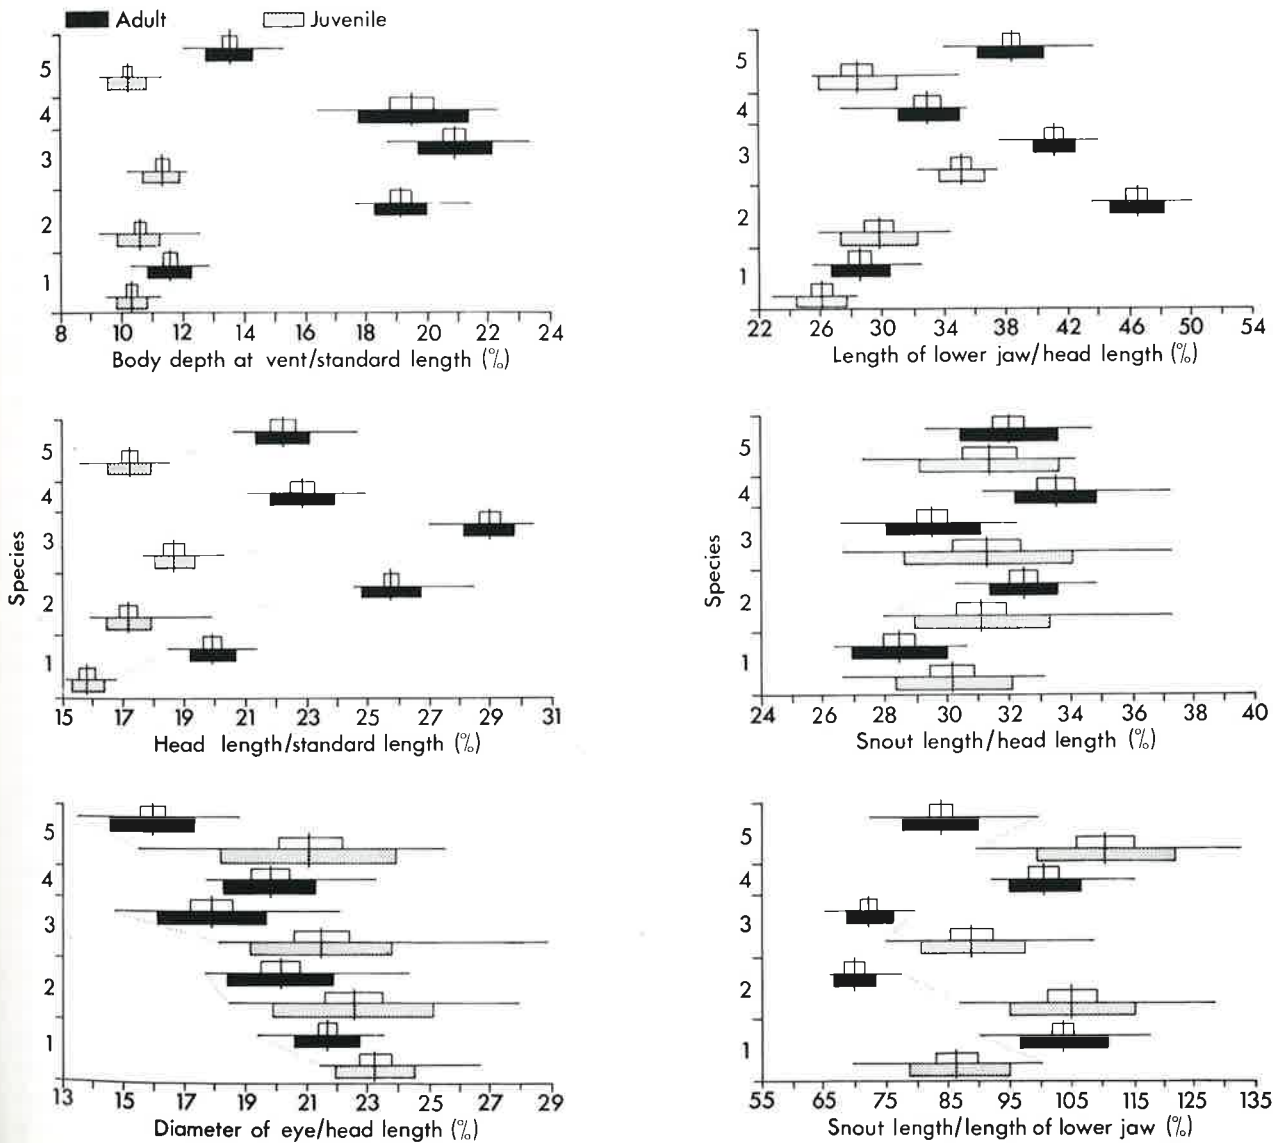 Adult
Juvenile
5
4
3
2
1
8 10 12 14 16 18 20 22 24
Body depth at vent/standard length (%)
5
4
3
2
1
22 26 30 34 38 42 46 50 54
Length of lower jaw/head length (%)
Species
5
4
3
2
1
15 17 19 21 23 25 27 29 31
Head length/standard length (%)
Species
5
4
3
2
1
24 26 28 30 32 34 36 38 40
Snout length/head length (%)
5
4
3
2
1
13 15 17 19 21 23 25 27 29
Diameter of eye/head length (%)
5
4
3
2
1
55 65 75 85 95 105 115 125 135
Snout length/length of lower jaw (%)